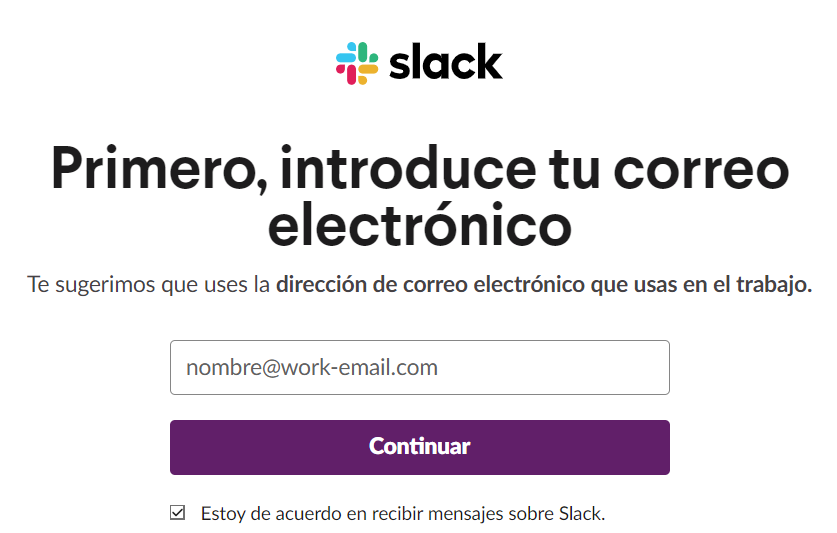 slack
Primero, introduce tu correo
electrónico
Te sugerimos que uses la dirección de correo electrónico que usas en el trabajo.
nombre@work-email.com
Continuar
Estoy de acuerdo en recibir mensajes sobre Slack.